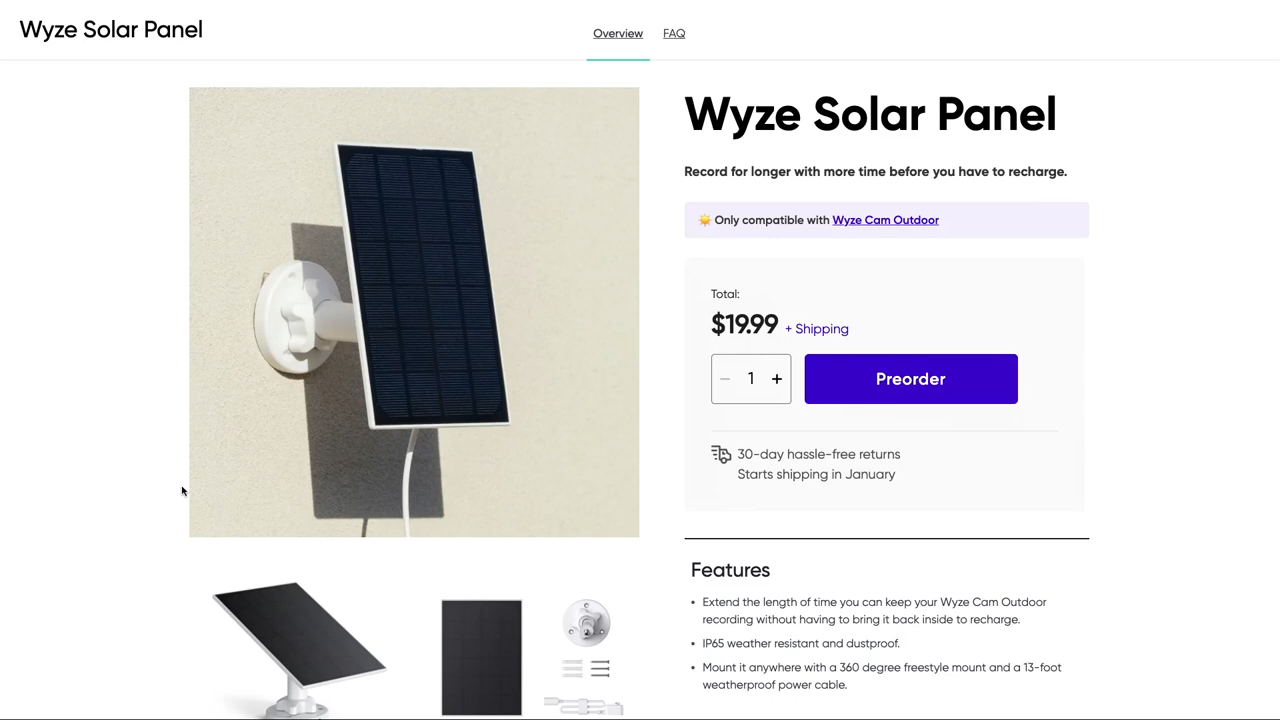 Wyze Solar Panel
Overview
FAQ
Wyze Solar Panel
Record for longer with more time before you have to recharge.
Only compatible with Wyze Cam Outdoor
Total:
$19.99 + Shipping
1
Preorder
30-day hassle-free returns
Starts shipping in January
Features
• Extend the length of time you can keep your Wyze Cam Outdoor
recording without having to bring it back inside to recharge.
• IP65 weather resistant and dustproof.
• Mount it anywhere with a 360 degree freestyle mount and a 13-foot
weatherproof power cable.